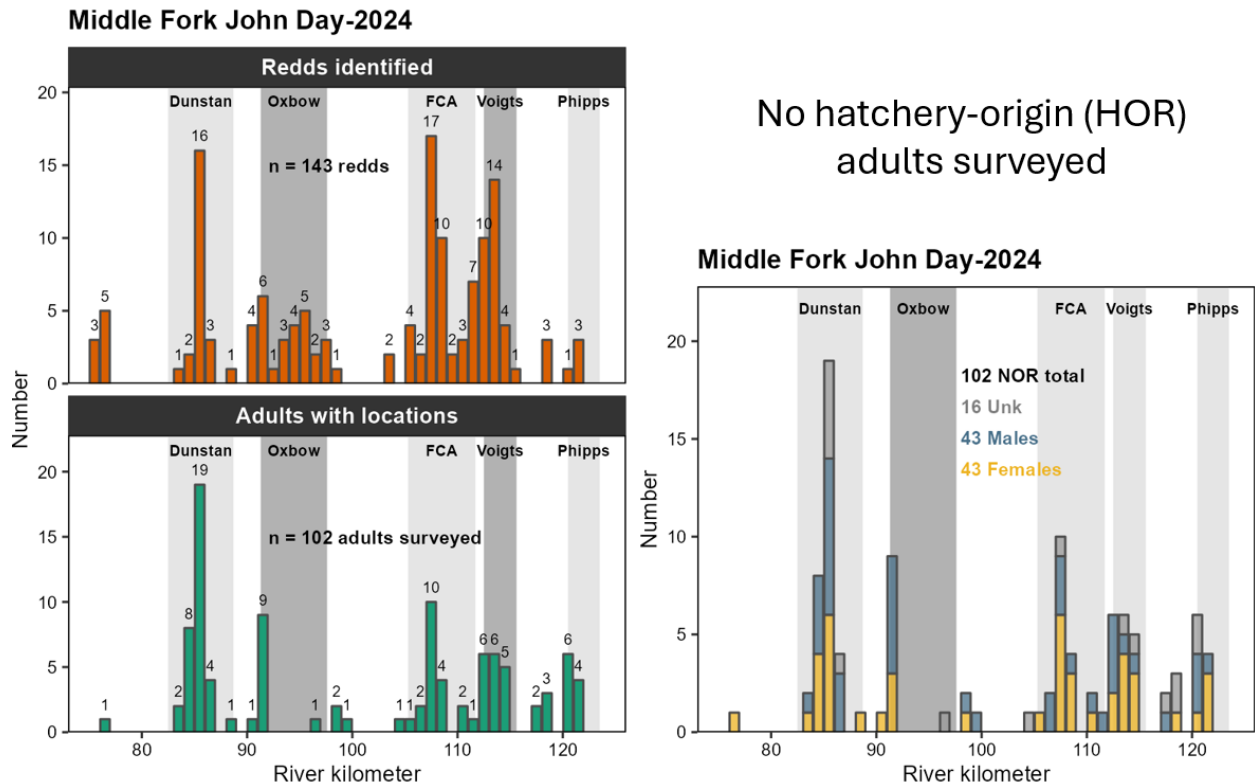 Middle Fork John Day-2024
Redds identified
Dunstan Oxbow FCA Voigts Phipps
n = 143 redds
20
15
10
5
0
3 5 1 2 16 3 1 4 6 1 3 4 5 2 3 1 2 4 2 17 10 2 3 7 10 14 4 1 3 1 3
Number
Adults with locations
Dunstan Oxbow FCA Voigts Phipps
n = 102 adults surveyed
20
15
10
5
0
1 2 8 19 4 1 1 9 1 2 1 1 1 2 10 4 2 1 6 6 5 2 3 6 4
80 90 100 110 120
River kilometer
No hatchery-origin (HOR)
adults surveyed
Middle Fork John Day-2024
Dunstan Oxbow FCA Voigts Phipps
102 NOR total
16 Unk
43 Males
43 Females
20
15
10
5
0
Number
80 90 100 110 120
River kilometer